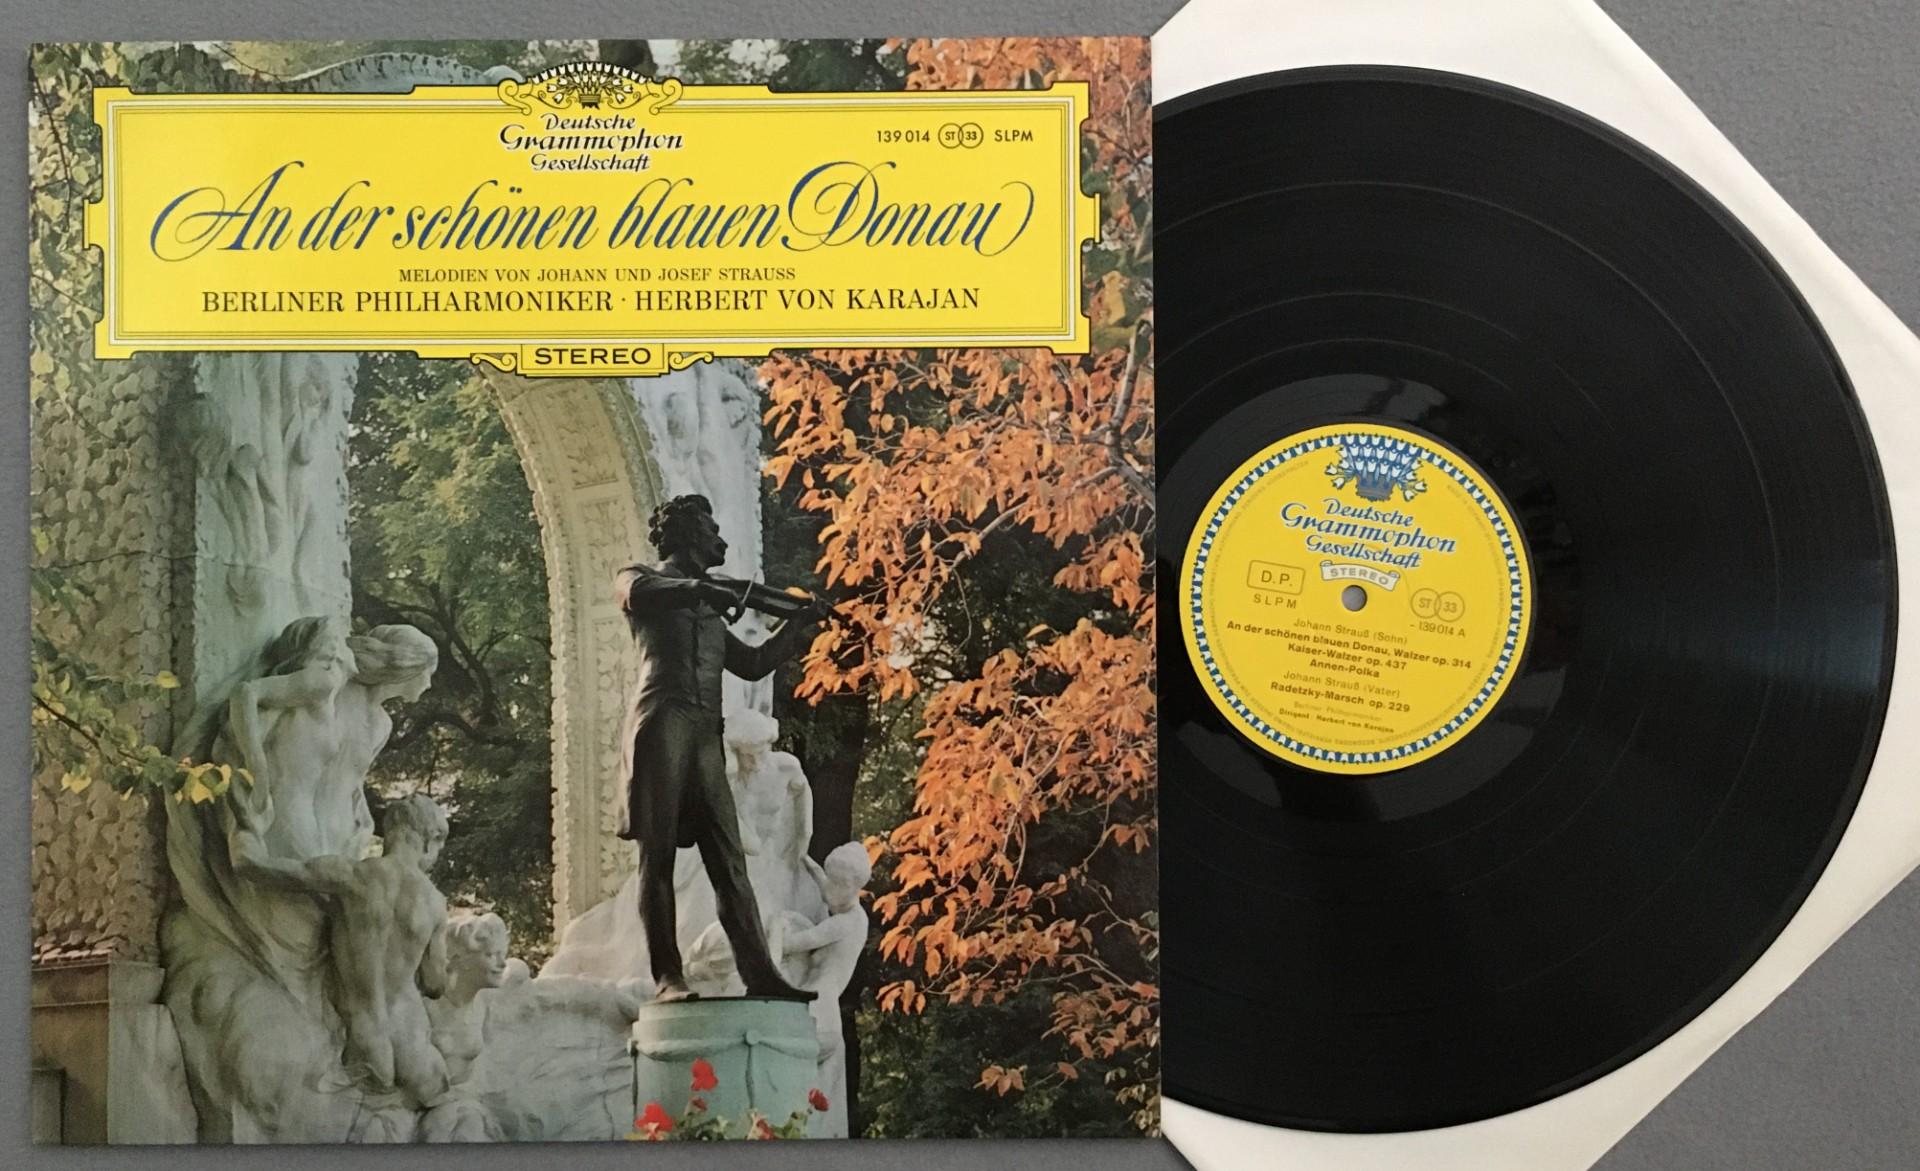 Deutsche
Grammophon
Gesellschaft
139 014 ST 33 SLPM
An der schönen blauen Donau
MELODIEN VON JOHANN UND JOSEF STRAUSS
BERLINER PHILHARMONIKER · HERBERT VON KARAJAN
STEREO
Deutsche
Grammophon
Gesellschaft
STEREO
D.P.
SLPM
ST 33
- 139 014 A
Johann Strauß (Sohn)
An der schönen blauen Donau, Walzer op. 314
Kaiser-Walzer op. 437
Annen-Polka
Johann Strauß (Vater)
Radetzky-Marsch op. 229
Berliner Philharmoniker
Dirigent: Herbert von Karajan